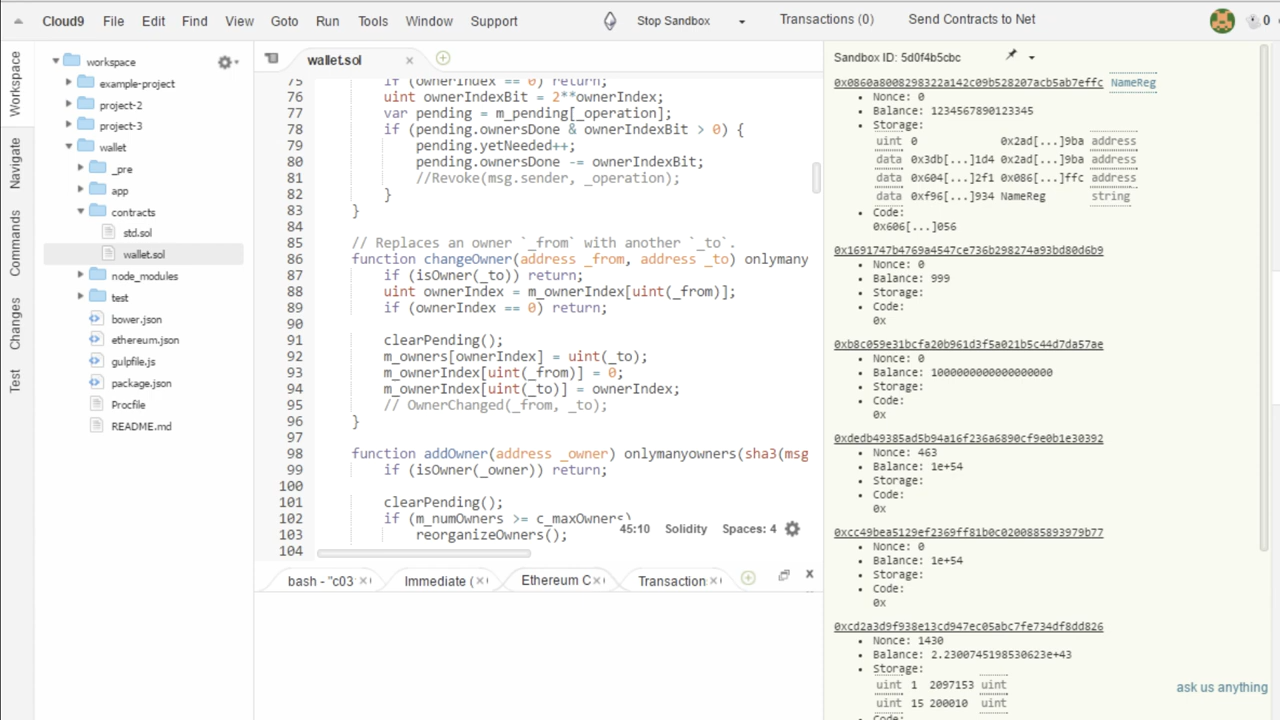 Cloud9 File Edit Find View Goto Run Tools Window Support Stop Sandbox Transactions (0) Send Contracts to Net 0
Workspace
Navigate
Commands
Changes
Test
workspace
example-project
project-2
project-3
wallet
_pre
app
contracts
std.sol
wallet.sol
node_modules
test
bower.json
ethereum.json
gulpfile.js
package.json
Procfile
README.md
wallet.sol
75 if (ownerIndex == 0) return;
76 uint ownerIndexBit = 2**ownerIndex;
77 var pending = m_pending[_operation];
78 if (pending.ownersDone & ownerIndexBit > 0) {
79 pending.yetNeeded++;
80 pending.ownersDone -= ownerIndexBit;
81 //Revoke(msg.sender, _operation);
82 }
83 }
84
85 // Replaces an owner `_from` with another `_to`.
86 function changeOwner(address _from, address _to) onlymany
87 if (isOwner(_to)) return;
88 uint ownerIndex = m_ownerIndex[uint(_from)];
89 if (ownerIndex == 0) return;
90
91 clearPending();
92 m_owners[ownerIndex] = uint(_to);
93 m_ownerIndex[uint(_from)] = 0;
94 m_ownerIndex[uint(_to)] = ownerIndex;
95 // OwnerChanged(_from, _to);
96 }
97
98 function addOwner(address _owner) onlymanyowners(sha3(msg
99 if (isOwner(_owner)) return;
100
101 clearPending();
102 if (m_numOwners >= c_maxOwners)
103 reorganizeOwners();
104
45:10 Solidity Spaces: 4
bash - "c03 Immediate ( Ethereum C Transaction
Sandbox ID: 5d0f4b5cbc
0x0860a8008298322a142c09b528207acb5ab7effc NameReg
• Nonce: 0
• Balance: 1234567890123345
• Storage:
uint 0 0x2ad[...]9ba address
data 0x3db[...]1d4 0x2ad[...]9ba address
data 0x604[...]2f1 0x086[...]ffc address
data 0xf96[...]934 NameReg string
• Code:
0x606[...]056
0x1691747b4769a4547ce736b298274a93bd80d6b9
• Nonce: 0
• Balance: 999
• Storage:
• Code:
0x
0xb8c059e31bcfa20b961d3f5a021b5c44d7da57ae
• Nonce: 0
• Balance: 1000000000000000000
• Storage:
• Code:
0x
0xdedb49385ad5b94a16f236a6890cf9e0b1e30392
• Nonce: 463
• Balance: 1e+54
• Storage:
• Code:
0x
0xcc49bea5129ef2369ff81b0c0200885893979b77
• Nonce: 0
• Balance: 1e+54
• Storage:
• Code:
0x
0xcd2a3d9f938e13cd947ec05abc7fe734df8dd826
• Nonce: 1430
• Balance: 2.2300745198530623e+43
• Storage:
uint 1 2097153 uint
uint 15 200010 uint
• Code:
ask us anything